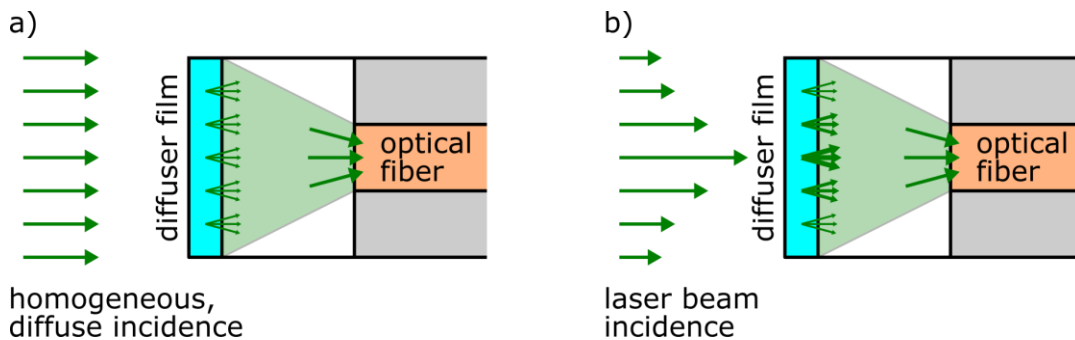 a)
diffuser film
optical
fiber
homogeneous,
diffuse incidence
b)
diffuser film
optical
fiber
laser beam
incidence